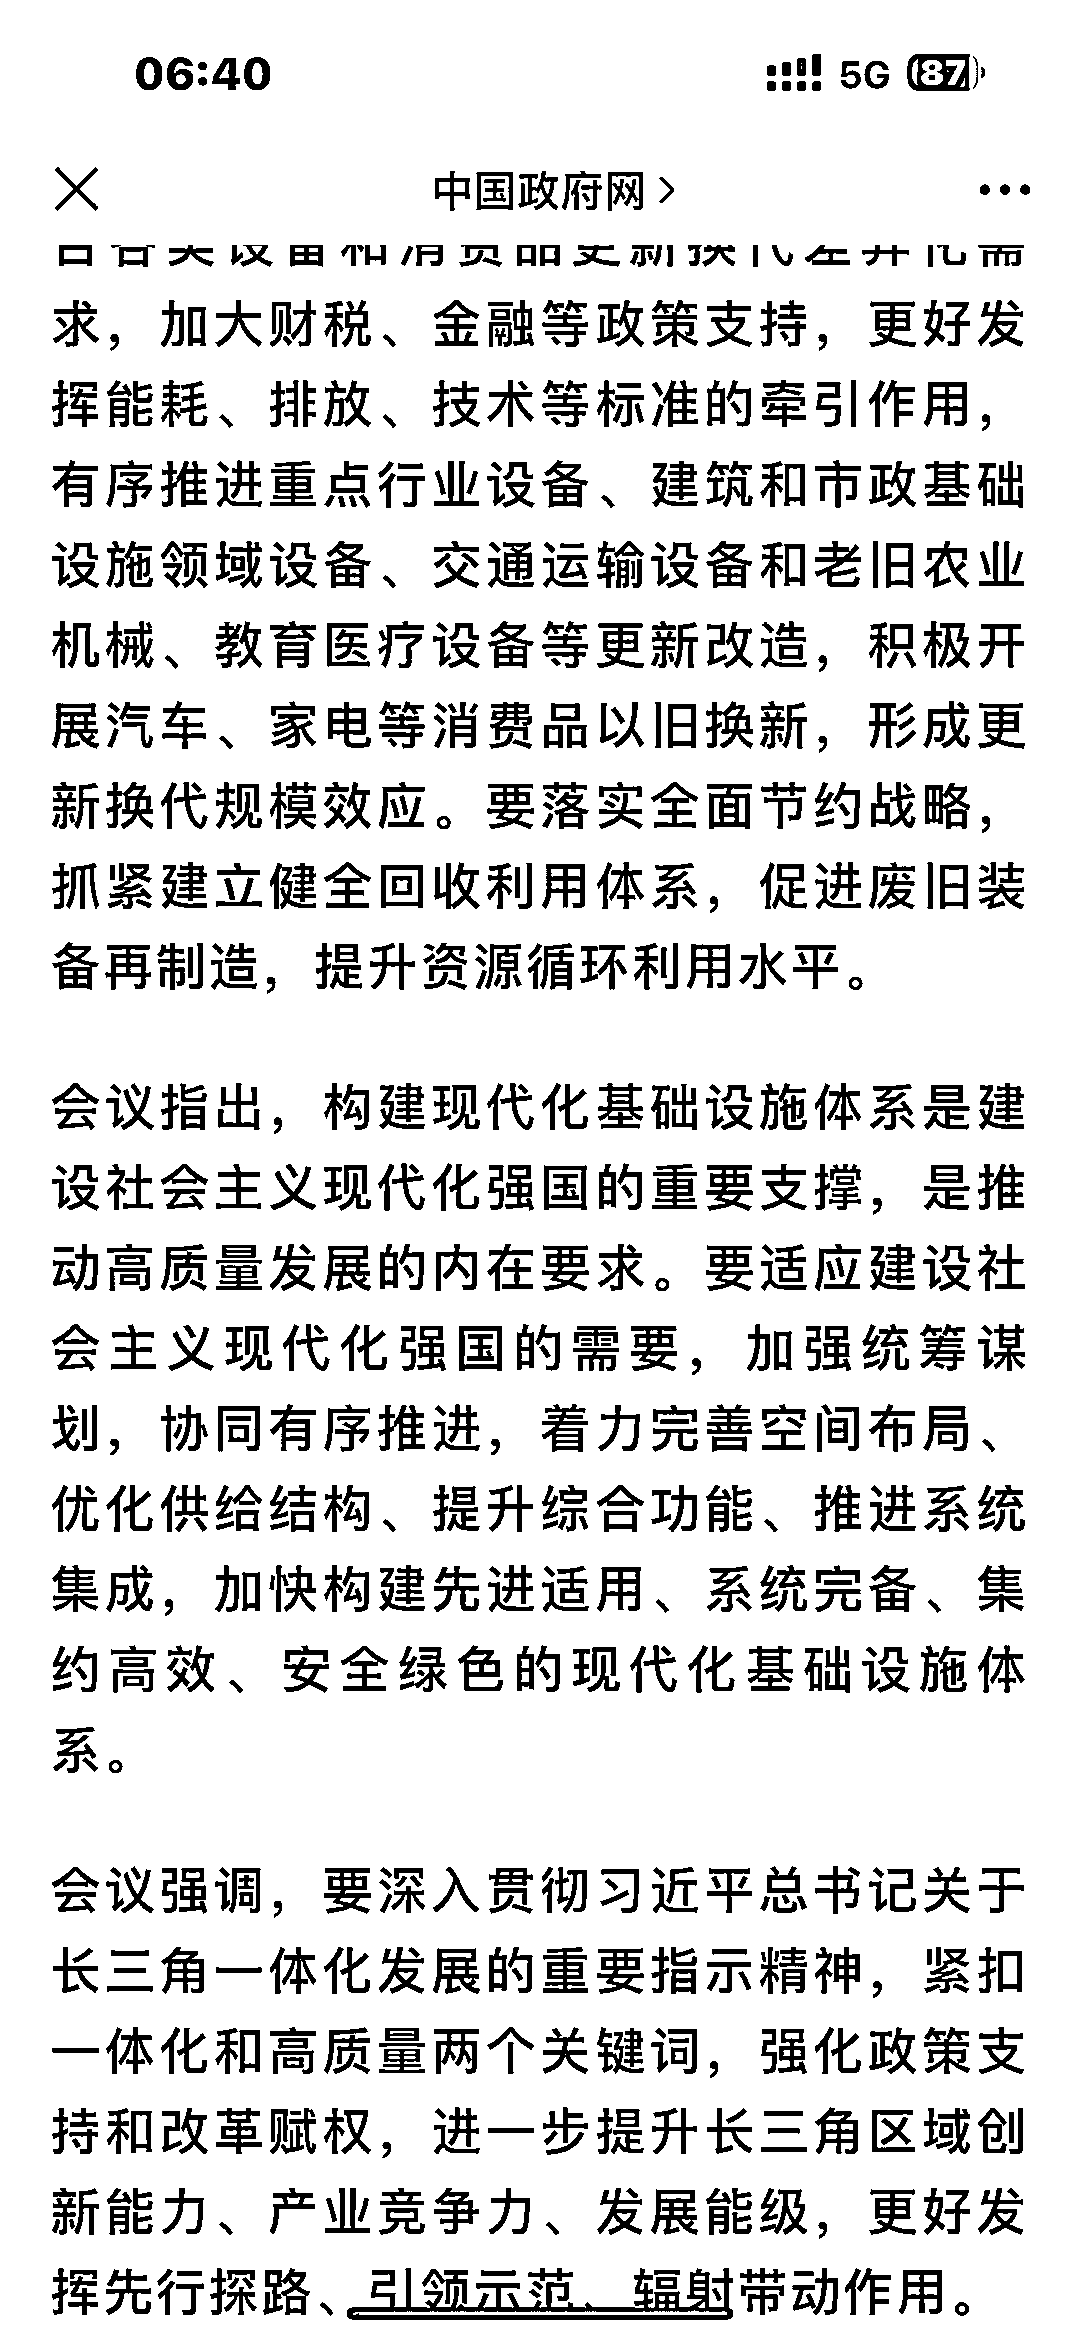 06:40
5G 87
中国政府网
各类设备和消费品更新换代差异化需
求，加大财税、金融等政策支持，更好发
挥能耗、排放、技术等标准的牵引作用，
有序推进重点行业设备、建筑和市政基础
设施领域设备、交通运输设备和老旧农业
机械、教育医疗设备等更新改造，积极开
展汽车、家电等消费品以旧换新，形成更
新换代规模效应。要落实全面节约战略，
抓紧建立健全回收利用体系，促进废旧装
备再制造，提升资源循环利用水平。
会议指出，构建现代化基础设施体系是建
设社会主义现代化强国的重要支撑，是推
动高质量发展的内在要求。要适应建设社
会主义现代化强国的需要，加强统筹谋
划，协同有序推进，着力完善空间布局、
优化供给结构、提升综合功能、推进系统
集成，加快构建先进适用、系统完备、集
约高效、安全绿色的现代化基础设施体
系。
会议强调，要深入贯彻习近平总书记关于
长三角一体化发展的重要指示精神，紧扣
一体化和高质量两个关键词，强化政策支
持和改革赋权，进一步提升长三角区域创
新能力、产业竞争力、发展能级，更好发
挥先行探路、引领示范、辐射带动作用。